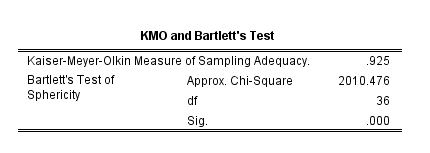 KMO and Bartlett's Test
Kaiser-Meyer-Olkin Measure of Sampling Adequacy. .925
Bartlett's Test of Approx. Chi-Square 2010.476
Sphericity
df 36
Sig. .000